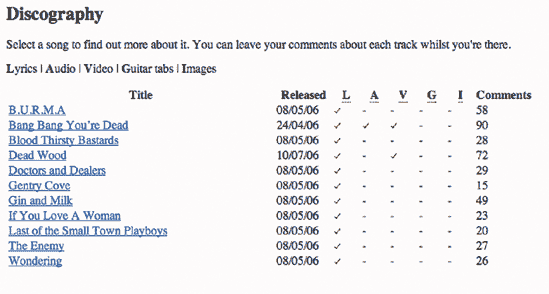 Discography
Select a song to find out more about it. You can leave your comments about each track whilst you're there.
Lyrics | Audio | Video | Guitar tabs | Images
Title Released L A V G I Comments
B.U.R.M.A 08/05/06 ✓ - - - - 58
Bang Bang You're Dead 24/04/06 ✓ ✓ ✓ - - 90
Blood Thirsty Bastards 08/05/06 ✓ - - - - 28
Dead Wood 10/07/06 ✓ - ✓ - - 72
Doctors and Dealers 08/05/06 ✓ - - - - 29
Gentry Cove 08/05/06 ✓ - - - - 15
Gin and Milk 08/05/06 ✓ - - - - 49
If You Love A Woman 08/05/06 ✓ - - - - 23
Last of the Small Town Playboys 08/05/06 ✓ - - - - 20
The Enemy 08/05/06 ✓ - - - - 27
Wondering 08/05/06 ✓ - - - - 26